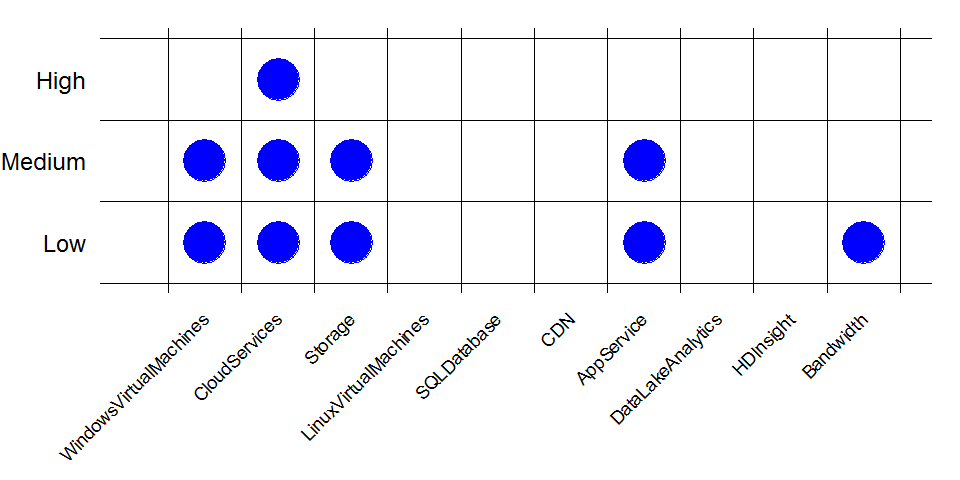 High
Medium
Low
WindowsVirtualMachines
CloudServices
Storage
LinuxVirtualMachines
SQLDatabase
CDN
AppService
DataLakeAnalytics
HDInsight
Bandwidth